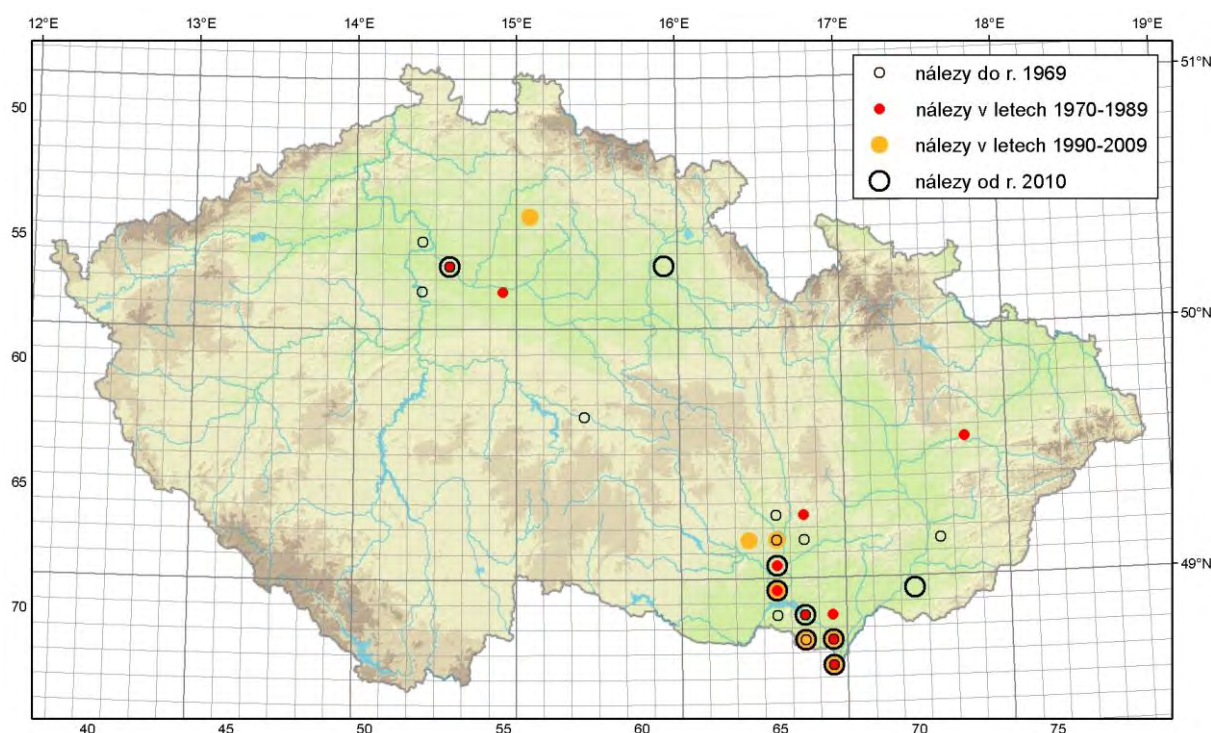 12°E 13°E 14°E 15°E 16°E 17°E 18°E 19°E
nálezy do r. 1969
nálezy v letech 1970-1989
nálezy v letech 1990-2009
nálezy od r. 2010
51°N
50
55
50°N
60
65
49°N
70
40 45 50 55 60 65 70 75